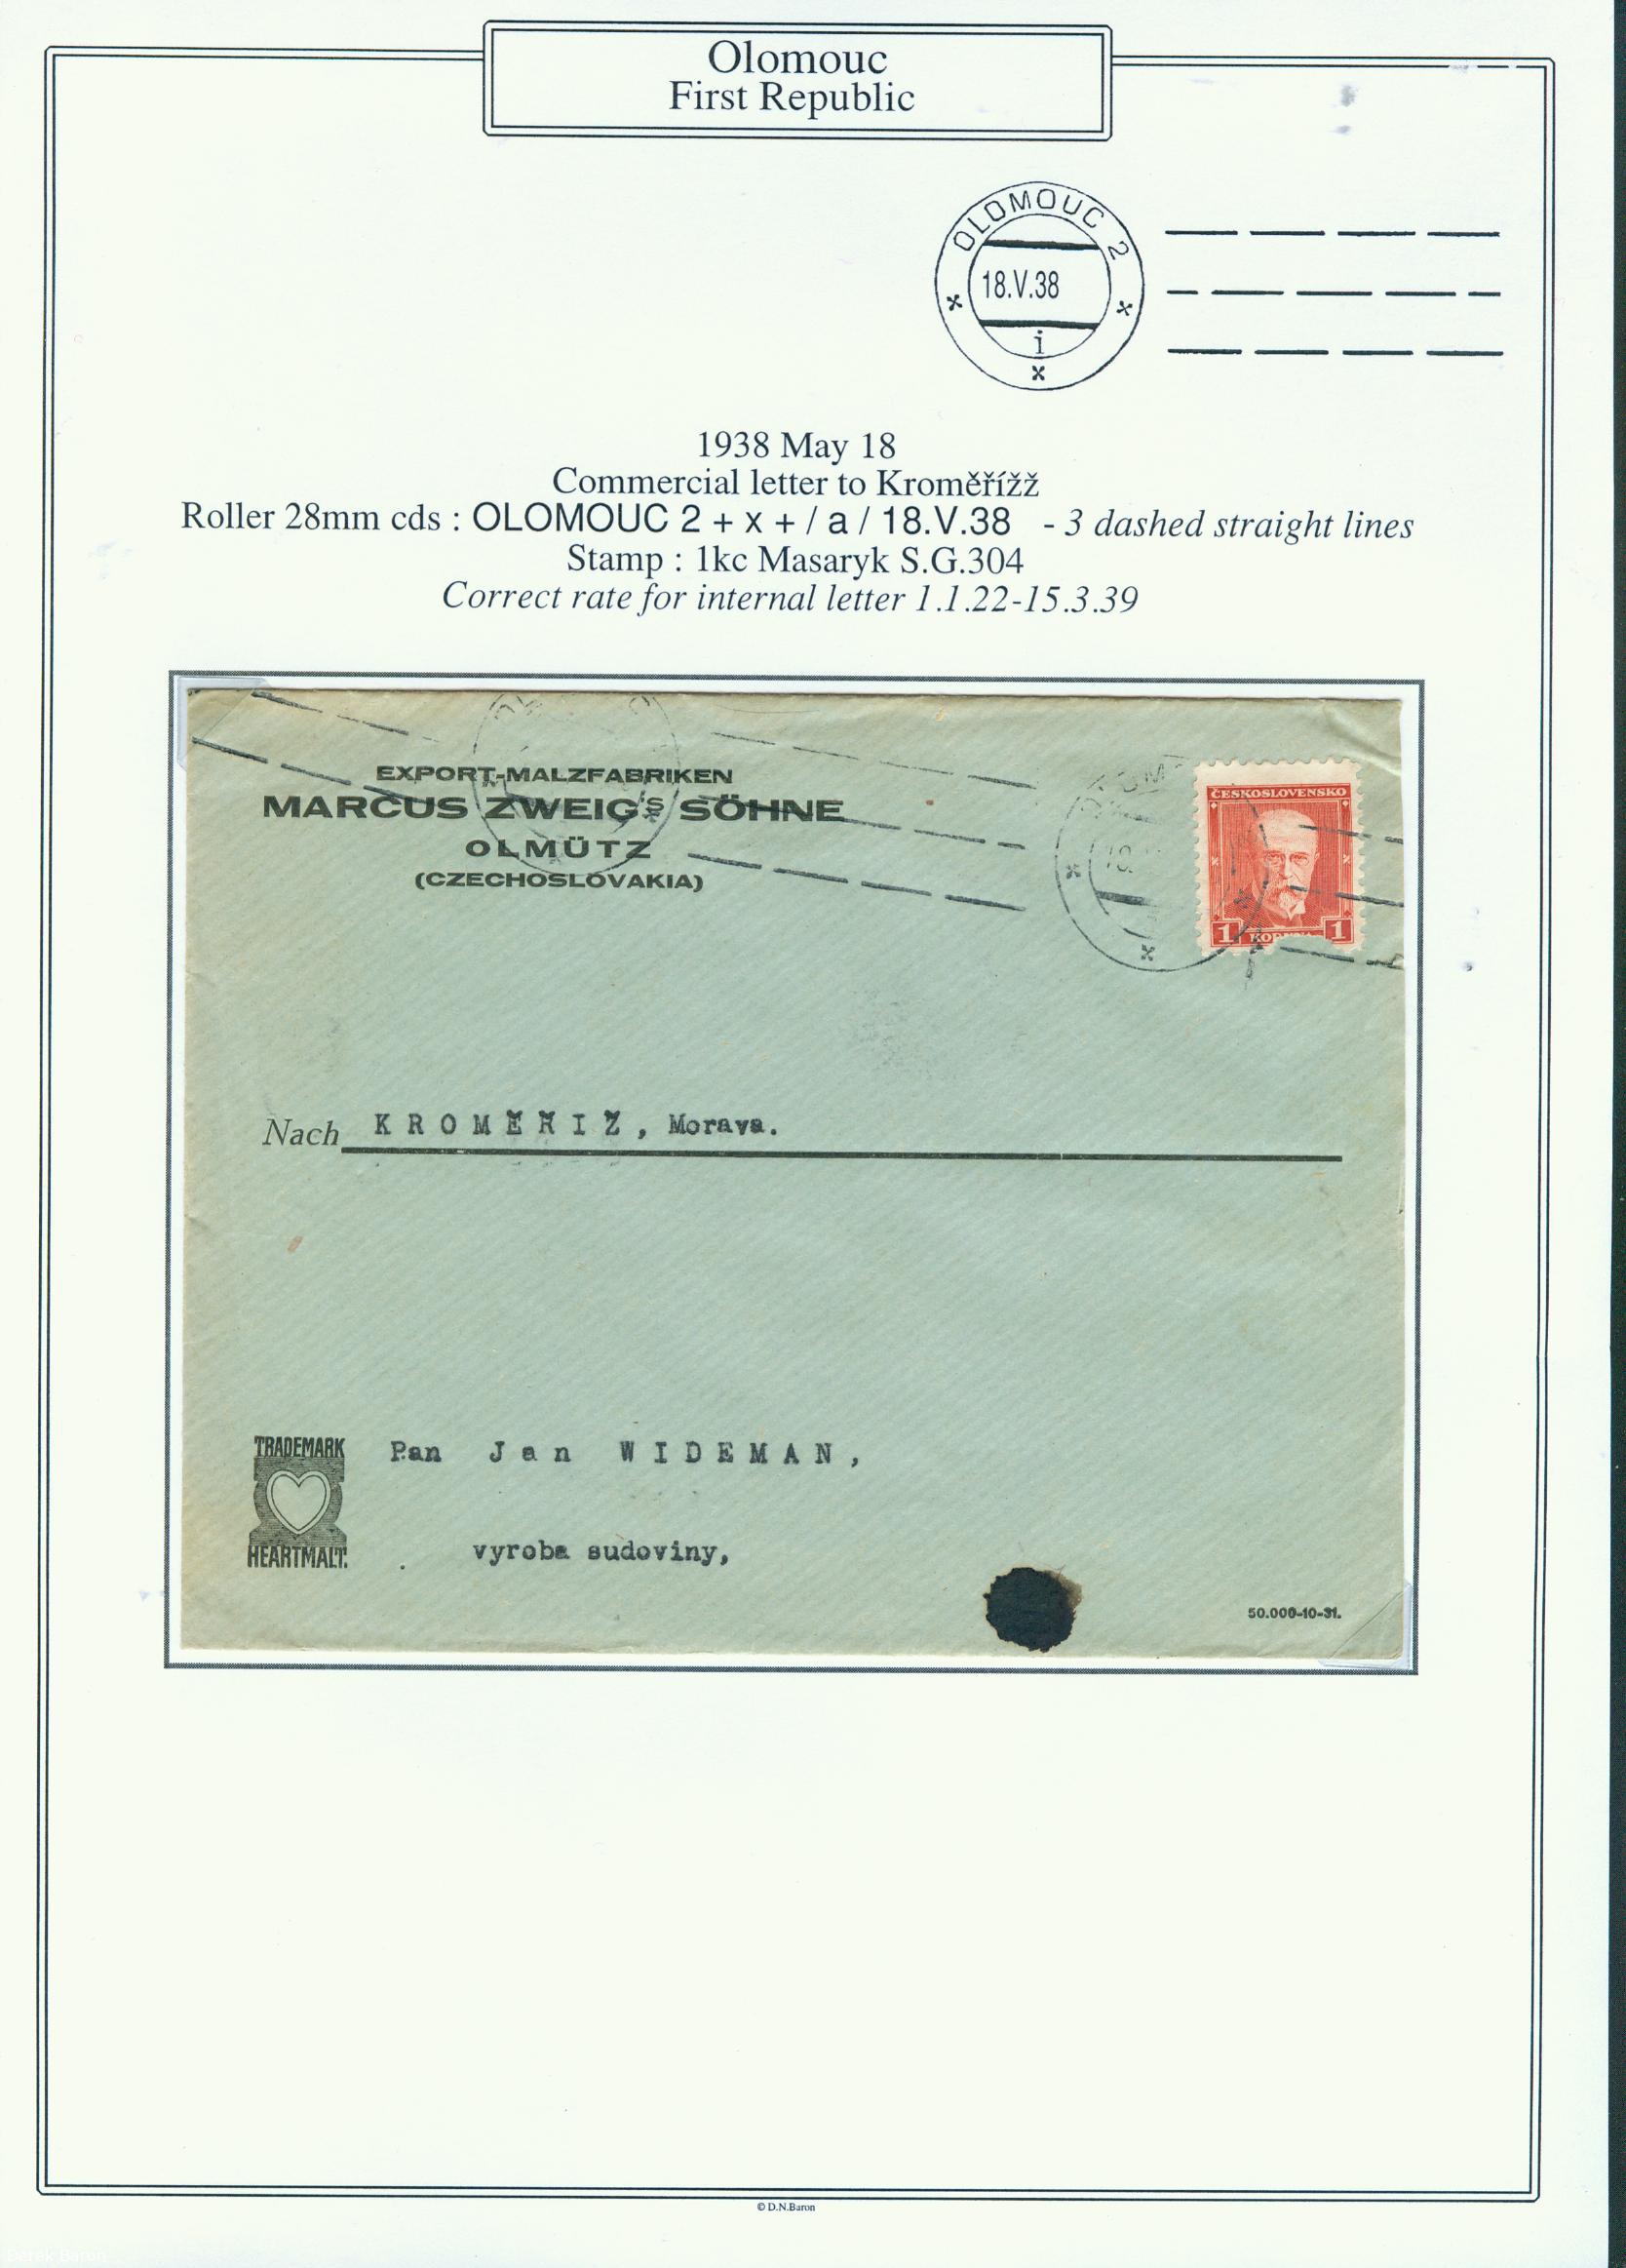 Olomouc
First Republic
OLOMOUC 2
18.V.38
i
1938 May 18
Commercial letter to Kroměřížž
Roller 28mm cds : OLOMOUC 2 + x + / a / 18.V.38 - 3 dashed straight lines
Stamp : 1kc Masaryk S.G.304
Correct rate for internal letter 1.1.22-15.3.39
EXPORT-MALZFABRIKEN
MARCUS ZWEIG'S SÖHNE
OLMÜTZ
(CZECHOSLOVAKIA)
ČESKOSLOVENSKO
1 1
Nach KROMĚŘIŽ, Morava.
TRADEMARK
HEARTMALT.
Pan Jan WIDEMAN,
vyroba sudoviny,
50.000-10-31.
© D.N.Baron
Derek Baron